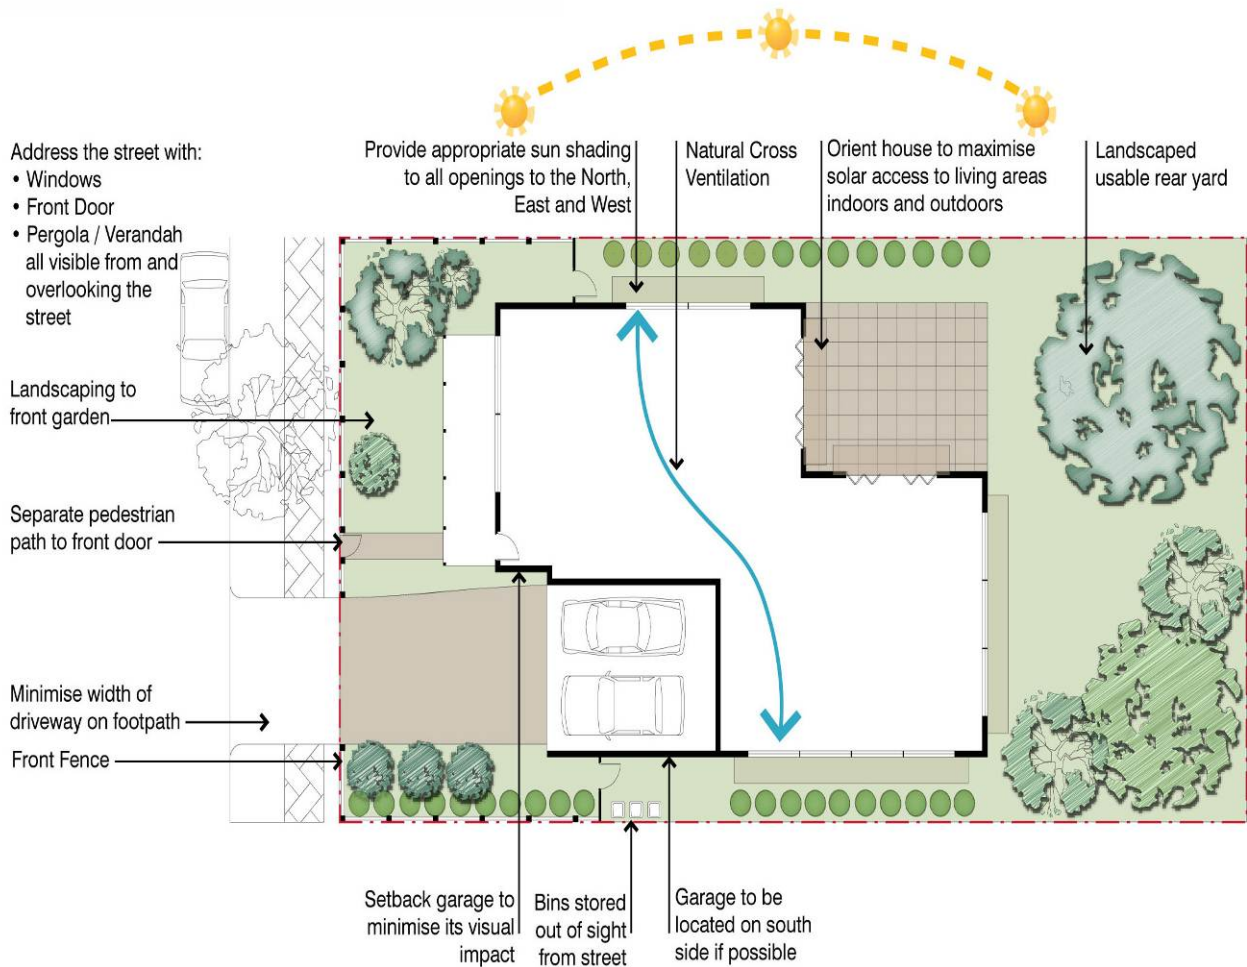 Address the street with:
• Windows
• Front Door
• Pergola / Verandah
all visible from and
overlooking the
street
Provide appropriate sun shading
to all openings to the North,
East and West
Natural Cross
Ventilation
Orient house to maximise
solar access to living areas
indoors and outdoors
Landscaped
usable rear yard
Landscaping to
front garden
Separate pedestrian
path to front door
Minimise width of
driveway on footpath
Front Fence
Setback garage to
minimise its visual
impact
Bins stored
out of sight
from street
Garage to be
located on south
side if possible